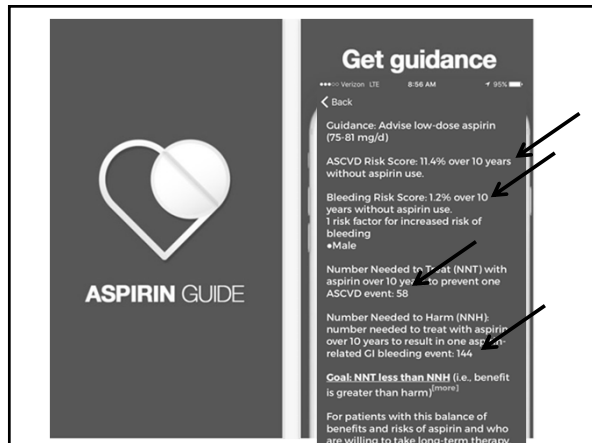 ASPIRIN GUIDE
Get guidance
Verizon LTE 8:56 AM 95%
Back
Guidance: Advise low-dose aspirin
(75-81 mg/d)
ASCVD Risk Score: 11.4% over 10 years
without aspirin use.
Bleeding Risk Score: 1.2% over 10
years without aspirin use.
1 risk factor for increased risk of
bleeding
●Male
Number Needed to Treat (NNT) with
aspirin over 10 years to prevent one
ASCVD event: 58
Number Needed to Harm (NNH):
number needed to treat with aspirin
over 10 years to result in one aspirin-
related GI bleeding event: 144
Goal: NNT less than NNH (i.e., benefit
is greater than harm)[more]
For patients with this balance of
benefits and risks of aspirin and who
are willing to take long-term therapy